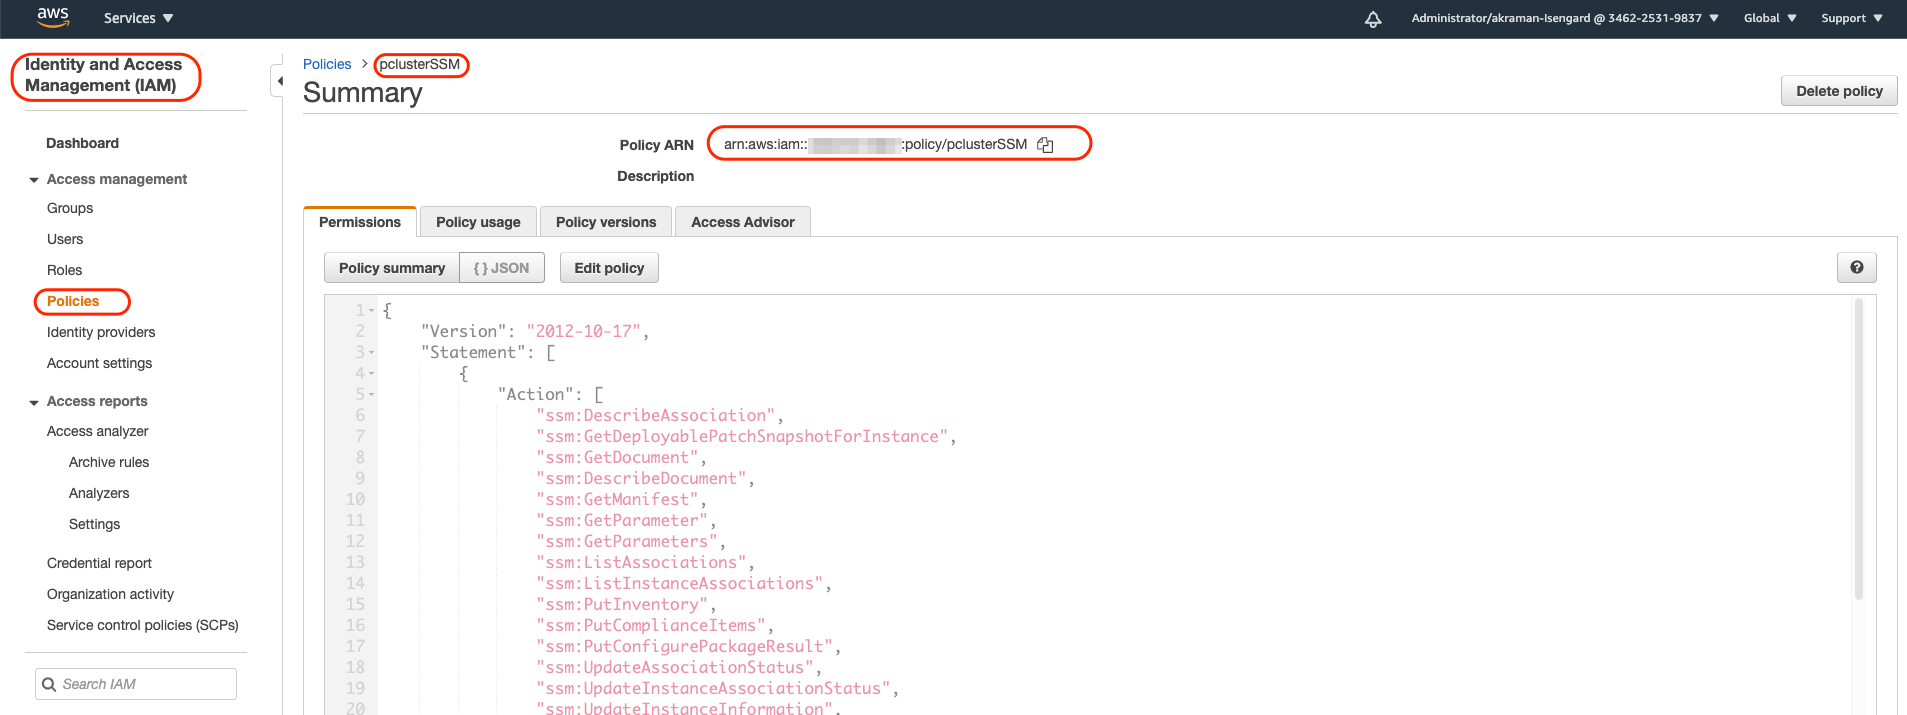 aws
Services
Administrator/akraman-Isengard @ 3462-2531-9837
Global
Support
Identity and Access
Management (IAM)
Dashboard
Access management
Groups
Users
Roles
Policies
Identity providers
Account settings
Access reports
Access analyzer
Archive rules
Analyzers
Settings
Credential report
Organization activity
Service control policies (SCPs)
Search IAM
Policies > pclusterSSM
Summary
Delete policy
Policy ARN arn:aws:iam:: :policy/pclusterSSM
Description
Permissions Policy usage Policy versions Access Advisor
Policy summary { } JSON Edit policy ?
1 {
2 "Version": "2012-10-17",
3 "Statement": [
4 {
5 "Action": [
6 "ssm:DescribeAssociation",
7 "ssm:GetDeployablePatchSnapshotForInstance",
8 "ssm:GetDocument",
9 "ssm:DescribeDocument",
10 "ssm:GetManifest",
11 "ssm:GetParameter",
12 "ssm:GetParameters",
13 "ssm:ListAssociations",
14 "ssm:ListInstanceAssociations",
15 "ssm:PutInventory",
16 "ssm:PutComplianceItems",
17 "ssm:PutConfigurePackageResult",
18 "ssm:UpdateAssociationStatus",
19 "ssm:UpdateInstanceAssociationStatus",
20 "ssm:UpdateInstanceInformation",